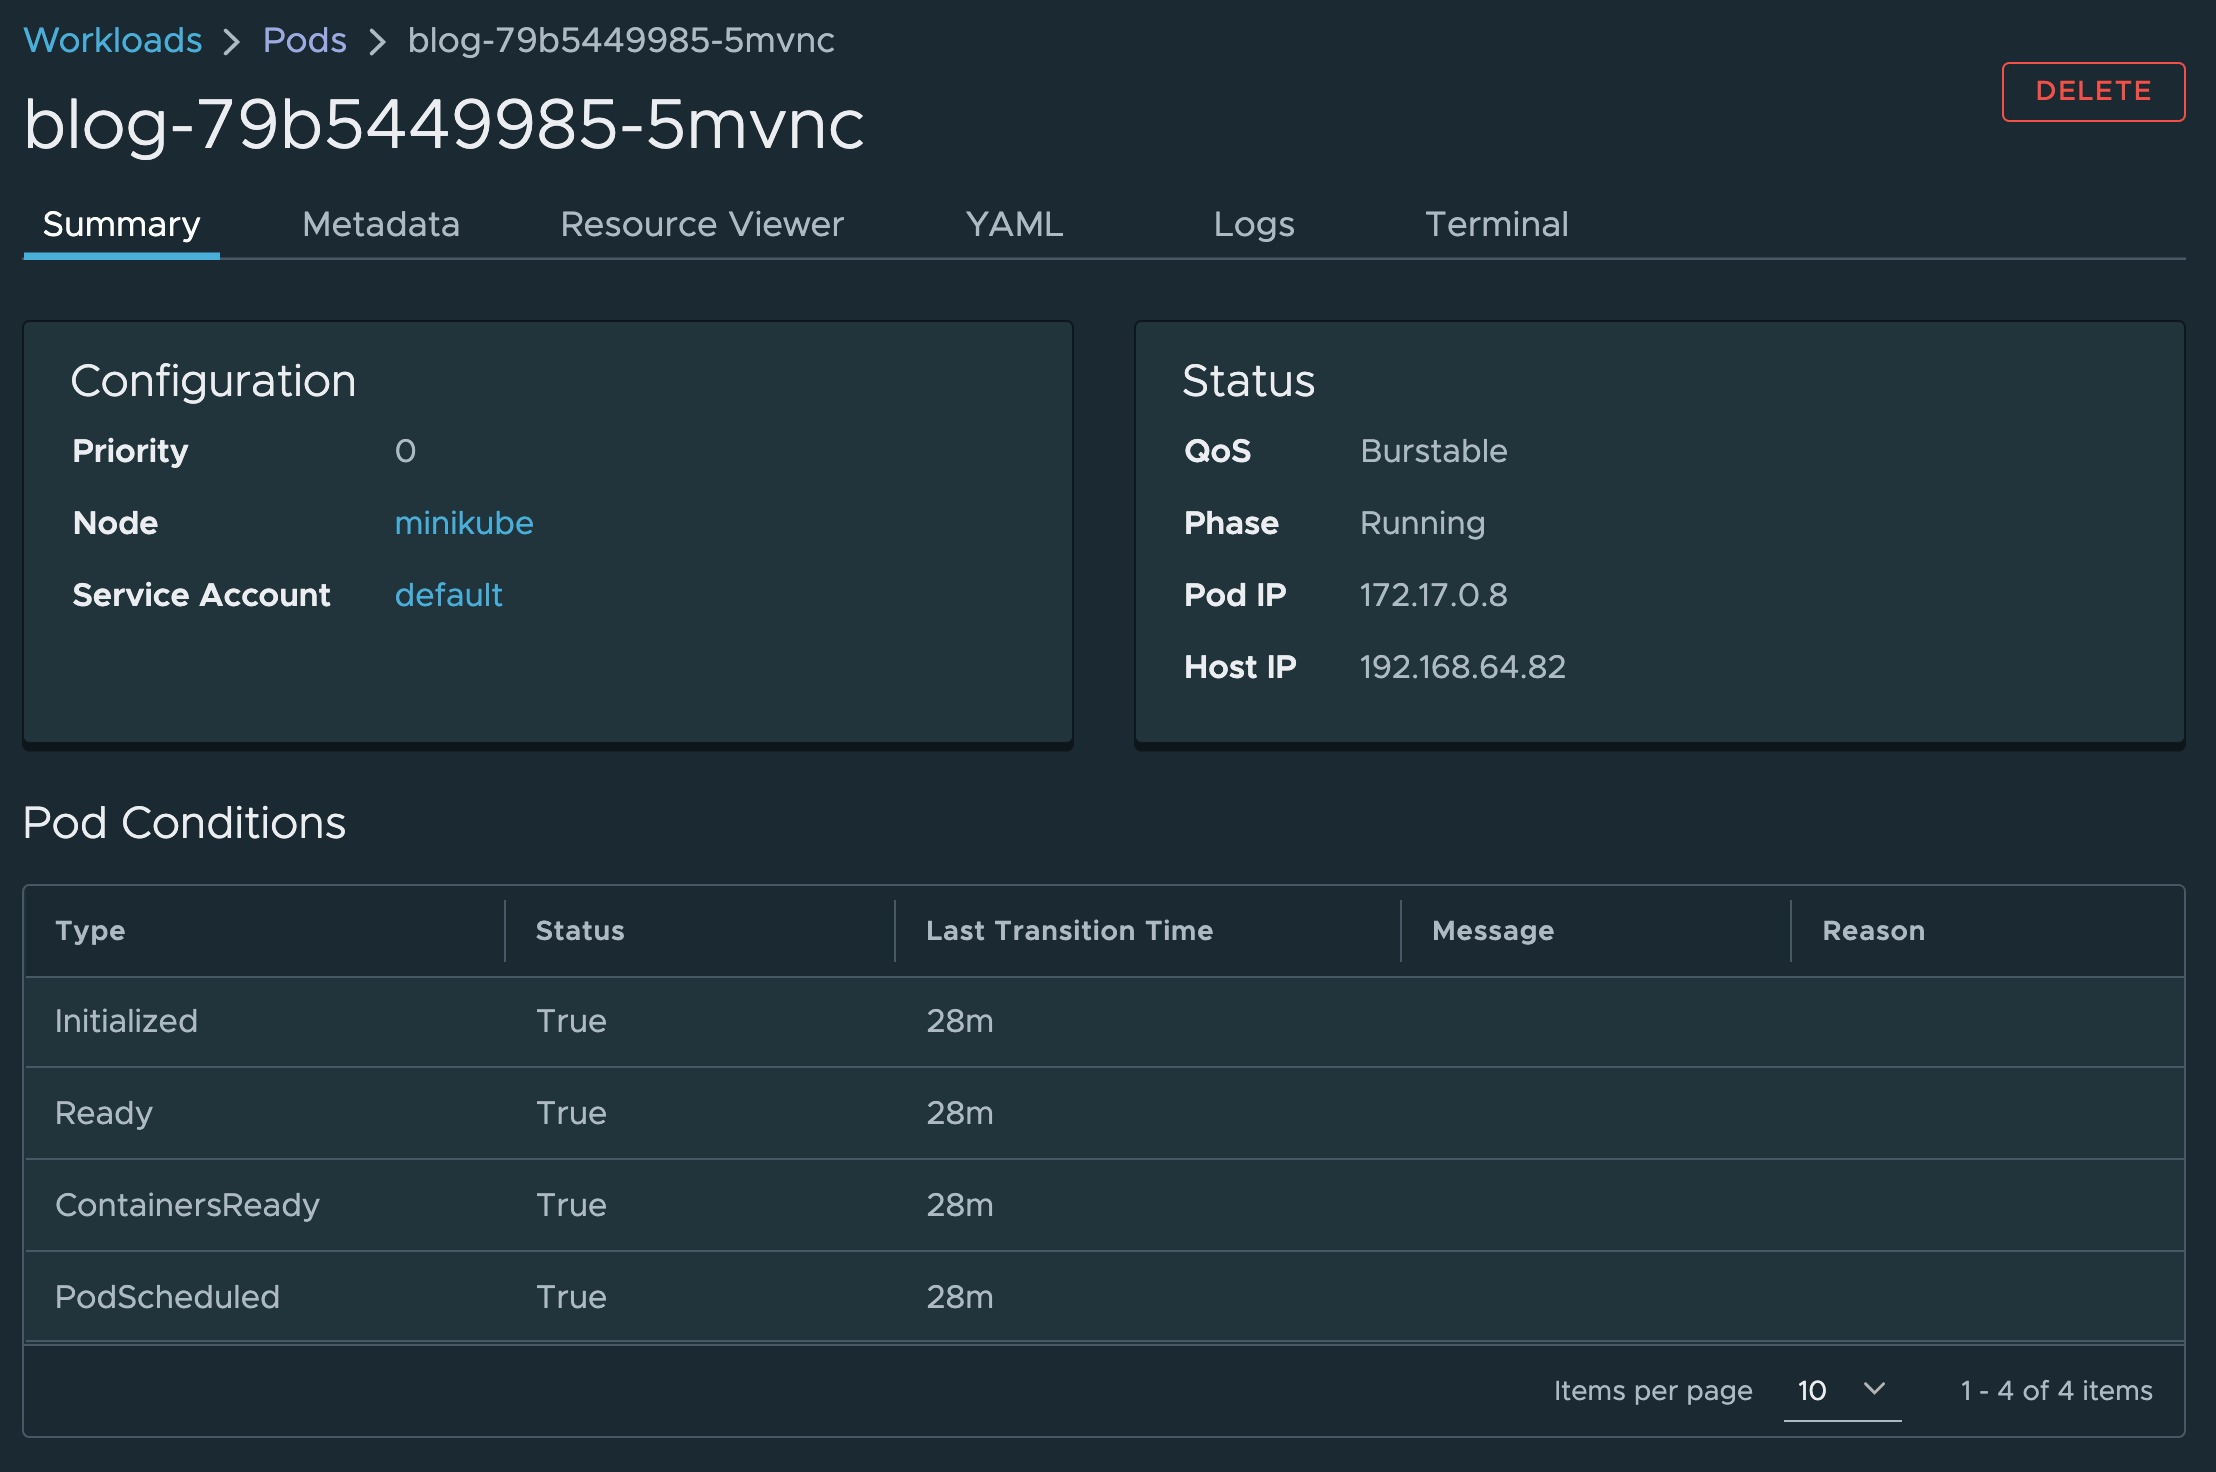 Workloads > Pods > blog-79b5449985-5mvnc
blog-79b5449985-5mvnc
DELETE
Summary Metadata Resource Viewer YAML Logs Terminal
Configuration
Priority 0
Node minikube
Service Account default
Status
QoS Burstable
Phase Running
Pod IP 172.17.0.8
Host IP 192.168.64.82
Pod Conditions
Type Status Last Transition Time Message Reason
Initialized True 28m
Ready True 28m
ContainersReady True 28m
PodScheduled True 28m
Items per page 10 1 - 4 of 4 items